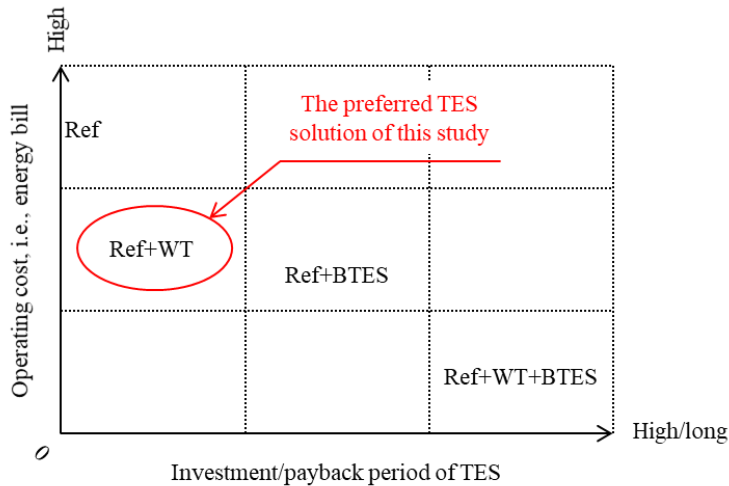 High
Operating cost, i.e., energy bill
Ref
The preferred TES
solution of this study
Ref+WT
Ref+BTES
Ref+WT+BTES
0
High/long
Investment/payback period of TES